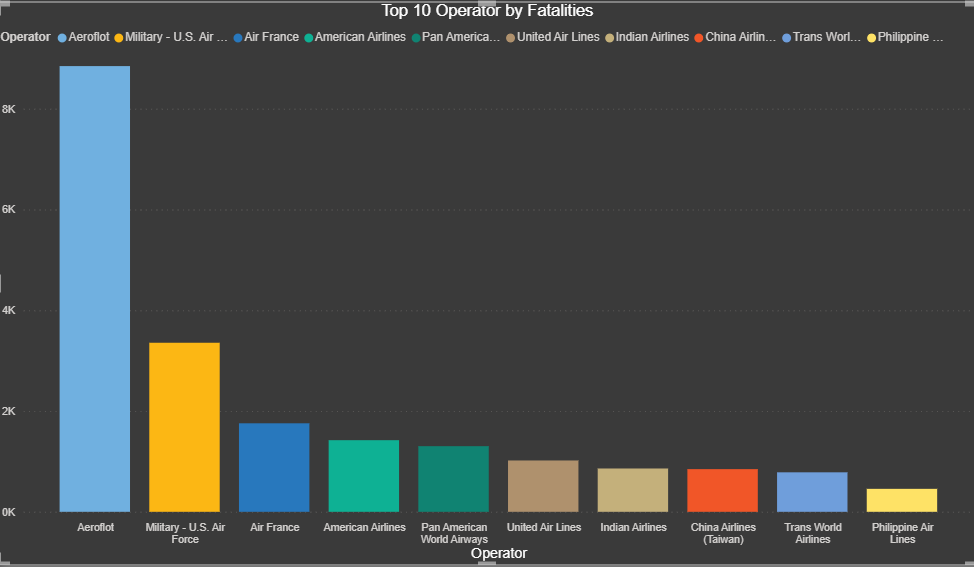 Top 10 Operator by Fatalities
Operator Aeroflot Military - U.S. Air ... Air France American Airlines Pan America... United Air Lines Indian Airlines China Airlin... Trans Worl... Philippine ...
8K
6K
4K
2K
0K
Aeroflot Military - U.S. Air Air France American Airlines Pan American United Air Lines Indian Airlines China Airlines Trans World Philippine Air
Force World Airways (Taiwan) Airlines Lines
Operator